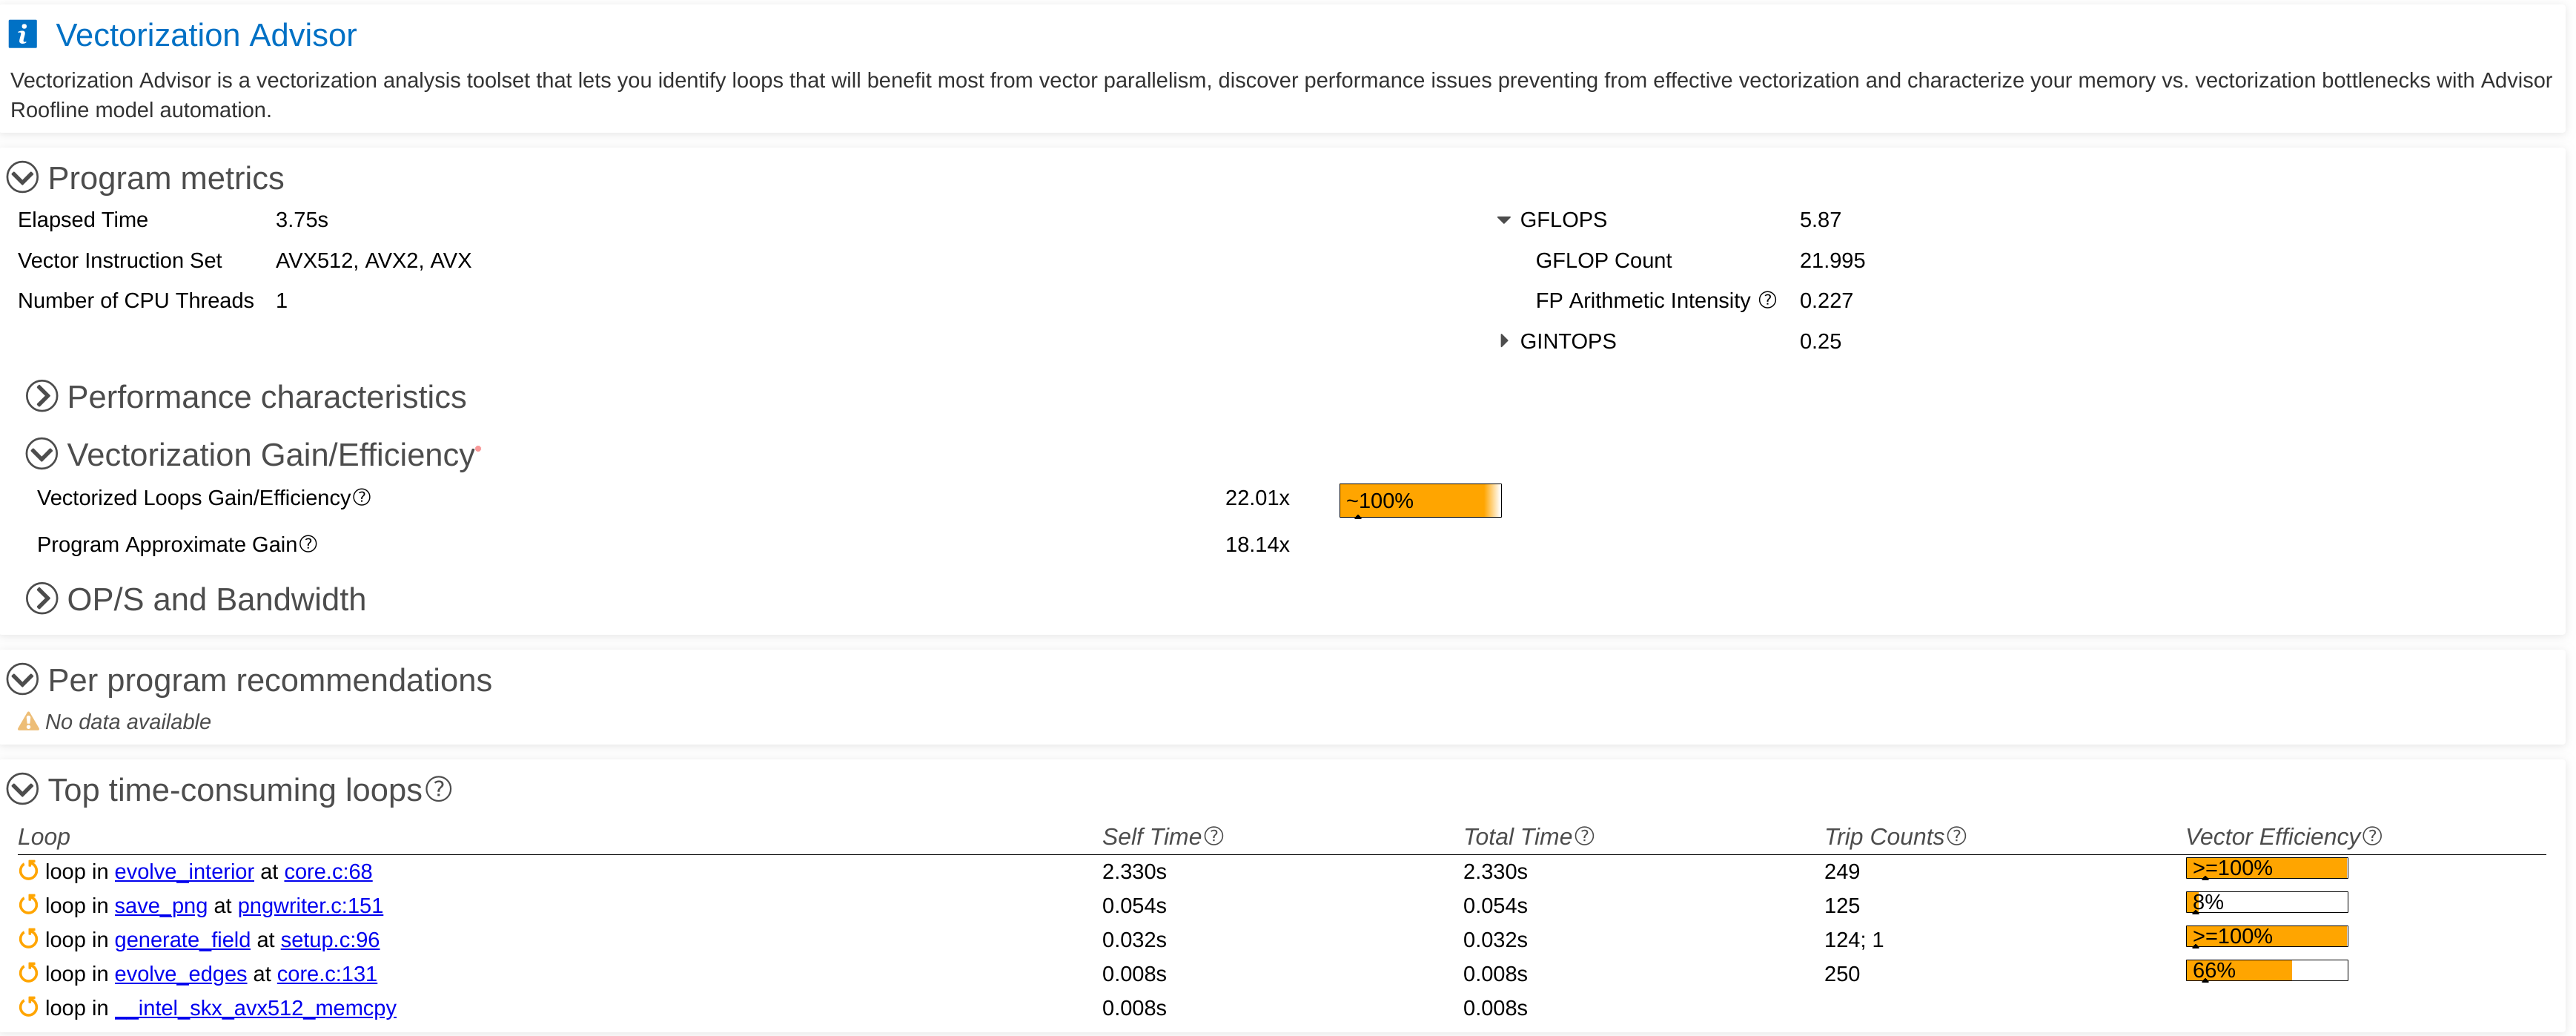 Vectorization Advisor
Vectorization Advisor is a vectorization analysis toolset that lets you identify loops that will benefit most from vector parallelism, discover performance issues preventing from effective vectorization and characterize your memory vs. vectorization bottlenecks with Advisor
Roofline model automation.
Program metrics
Elapsed Time 3.75s
Vector Instruction Set AVX512, AVX2, AVX
Number of CPU Threads 1
GFLOPS 5.87
GFLOP Count 21.995
FP Arithmetic Intensity ? 0.227
GINTOPS 0.25
Performance characteristics
Vectorization Gain/Efficiency
Vectorized Loops Gain/Efficiency? 22.01x ~100%
Program Approximate Gain? 18.14x
OP/S and Bandwidth
Per program recommendations
No data available
Top time-consuming loops?
Loop Self Time? Total Time? Trip Counts? Vector Efficiency?
loop in evolve_interior at core.c:68 2.330s 2.330s 249 >=100%
loop in save_png at pngwriter.c:151 0.054s 0.054s 125 8%
loop in generate_field at setup.c:96 0.032s 0.032s 124; 1 >=100%
loop in evolve_edges at core.c:131 0.008s 0.008s 250 66%
loop in __intel_skx_avx512_memcpy 0.008s 0.008s